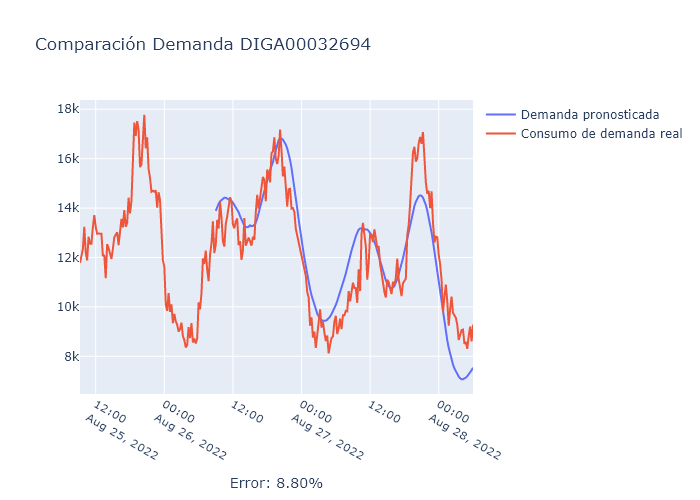 Comparación Demanda DIGA00032694
18k
16k
14k
12k
10k
8k
Demanda pronosticada
Consumo de demanda real
12:00
Aug 25, 2022
00:00
Aug 26, 2022
12:00
00:00
Aug 27, 2022
12:00
00:00
Aug 28, 2022
Error: 8.80%